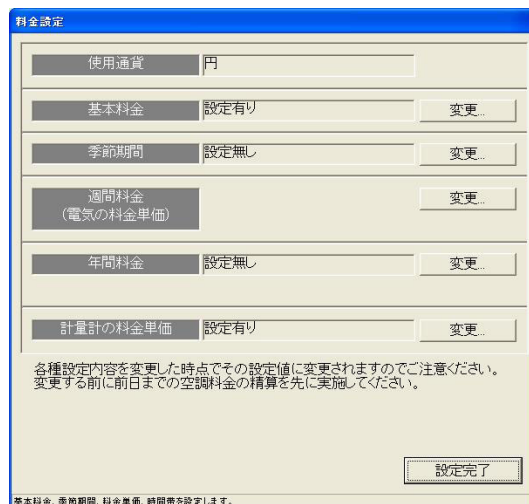 料金設定
使用通貨 円
基本料金 設定有り 変更...
季節期間 設定無し 変更...
週間料金 変更...
(電気の料金単価)
年間料金 設定無し 変更...
計量計の料金単価 設定有り 変更...
各種設定内容を変更した時点でその設定値に変更されますのでご注意ください。
変更する前に前日までの空調料金の精算を先に実施してください。
設定完了
基本料金、季節期間、料金単価、時間帯を設定します。